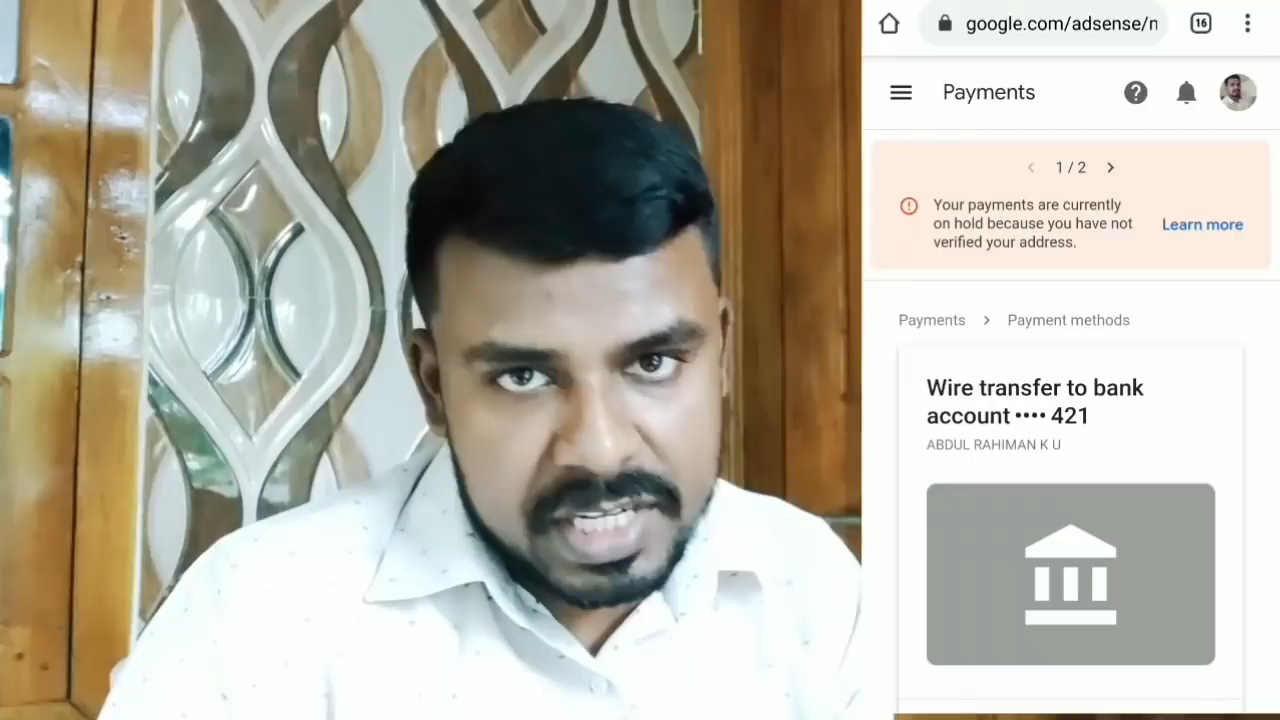 google.com/adsense/n
16
Payments
1 / 2
Your payments are currently
on hold because you have not
verified your address.
Learn more
Payments > Payment methods
Wire transfer to bank
account •••• 421
ABDUL RAHIMAN K U